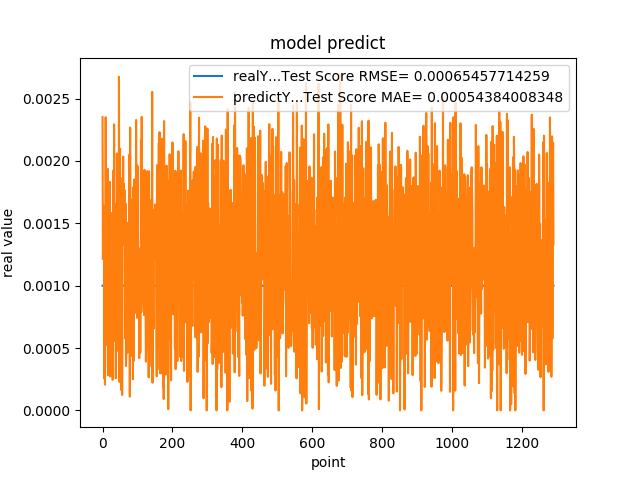 model predict
realY...Test Score RMSE= 0.00065457714259
predictY...Test Score MAE= 0.00054384008348
0.0025
0.0020
0.0015
0.0010
0.0005
0.0000
real value
0 200 400 600 800 1000 1200
point